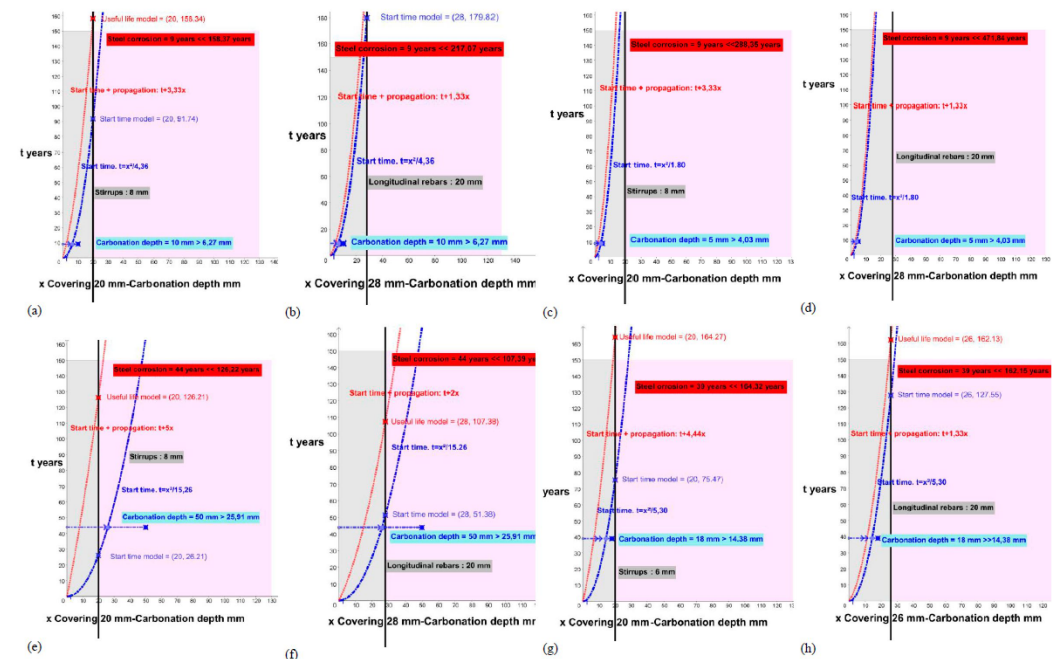 Useful life model = (20, 158.34)
Steel corrosion = 9 years << 158.37 years
Start time + propagation: t+3,33x
Start time model = (20, 91.74)
t years
Start time. t=x²/4,36
Stirrups : 8 mm
Carbonation depth = 10 mm > 6,27 mm
x Covering 20 mm-Carbonation depth mm
(a)
Start time model = (28, 179.82)
Steel corrosion = 9 years << 217.07 years
Start time + propagation: t+1,33x
t years
Start time. t=x²/4,36
Longitudinal rebars : 20 mm
Carbonation depth = 10 mm > 6,27 mm
x Covering 28 mm-Carbonation depth mm
(b)
Steel corrosion = 9 years << years
Start time + propagation: t+3,33x
t years
Start time. t=x²/1.80
Stirrups : 8 mm
Carbonation depth = 5 mm > 4,03 mm
x Covering 20 mm-Carbonation depth mm
(c)
Steel corrosion = 9 years << years
Start time + propagation: t+1,33x
t years
Longitudinal rebars : 20 mm
Start time. t=x²/1.80
Carbonation depth = 5 mm > 4,03 mm
x Covering 28 mm-Carbonation depth mm
(d)
Steel corrosion = 44 years << 126.22 years
Useful life model = (20, 126.21)
Start time + propagation: t+5x
t years
Stirrups : 8 mm
Start time. t=x²/15,26
Carbonation depth = 50 mm > 25,91 mm
Start time model = (20, 26.21)
x Covering 20 mm-Carbonation depth mm
(e)
Steel corrosion = 44 years << 107.39 years
Start time + propagation: t+2x
Useful life model = (28, 107.38)
t years
Start time. t=x²/15.26
Start time model = (28, 51.38)
Carbonation depth = 50 mm > 25,91 mm
Longitudinal rebars : 20 mm
x Covering 28 mm-Carbonation depth mm
(f)
Useful life model = (20, 164.27)
Steel corrosion = 39 years << 164.32 years
Start time + propagation: t+4,44x
years
Start time model = (20, 75.47)
Start time. t=x²/5,30
Carbonation depth = 18 mm > 14.38 mm
Stirrups : 6 mm
x Covering 20 mm-Carbonation depth mm
(g)
Useful life model = (26, 162.13)
Steel corrosion = 39 years << 162.15 years
Start time model = (26, 127.55)
Start time + propagation: t+1,33x
t years
Start time. t=x²/5,30
Longitudinal rebars : 20 mm
Carbonation depth = 18 mm >>14,38 mm
x Covering 26 mm-Carbonation depth mm
(h)